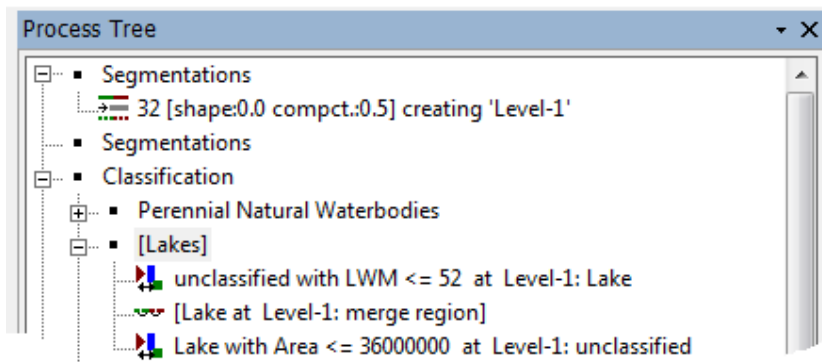 Process Tree
Segmentations
32 [shape:0.0 compct.:0.5] creating 'Level-1'
Segmentations
Classification
Perennial Natural Waterbodies
[Lakes]
unclassified with LWM <= 52 at Level-1: Lake
[Lake at Level-1: merge region]
Lake with Area <= 36000000 at Level-1: unclassified